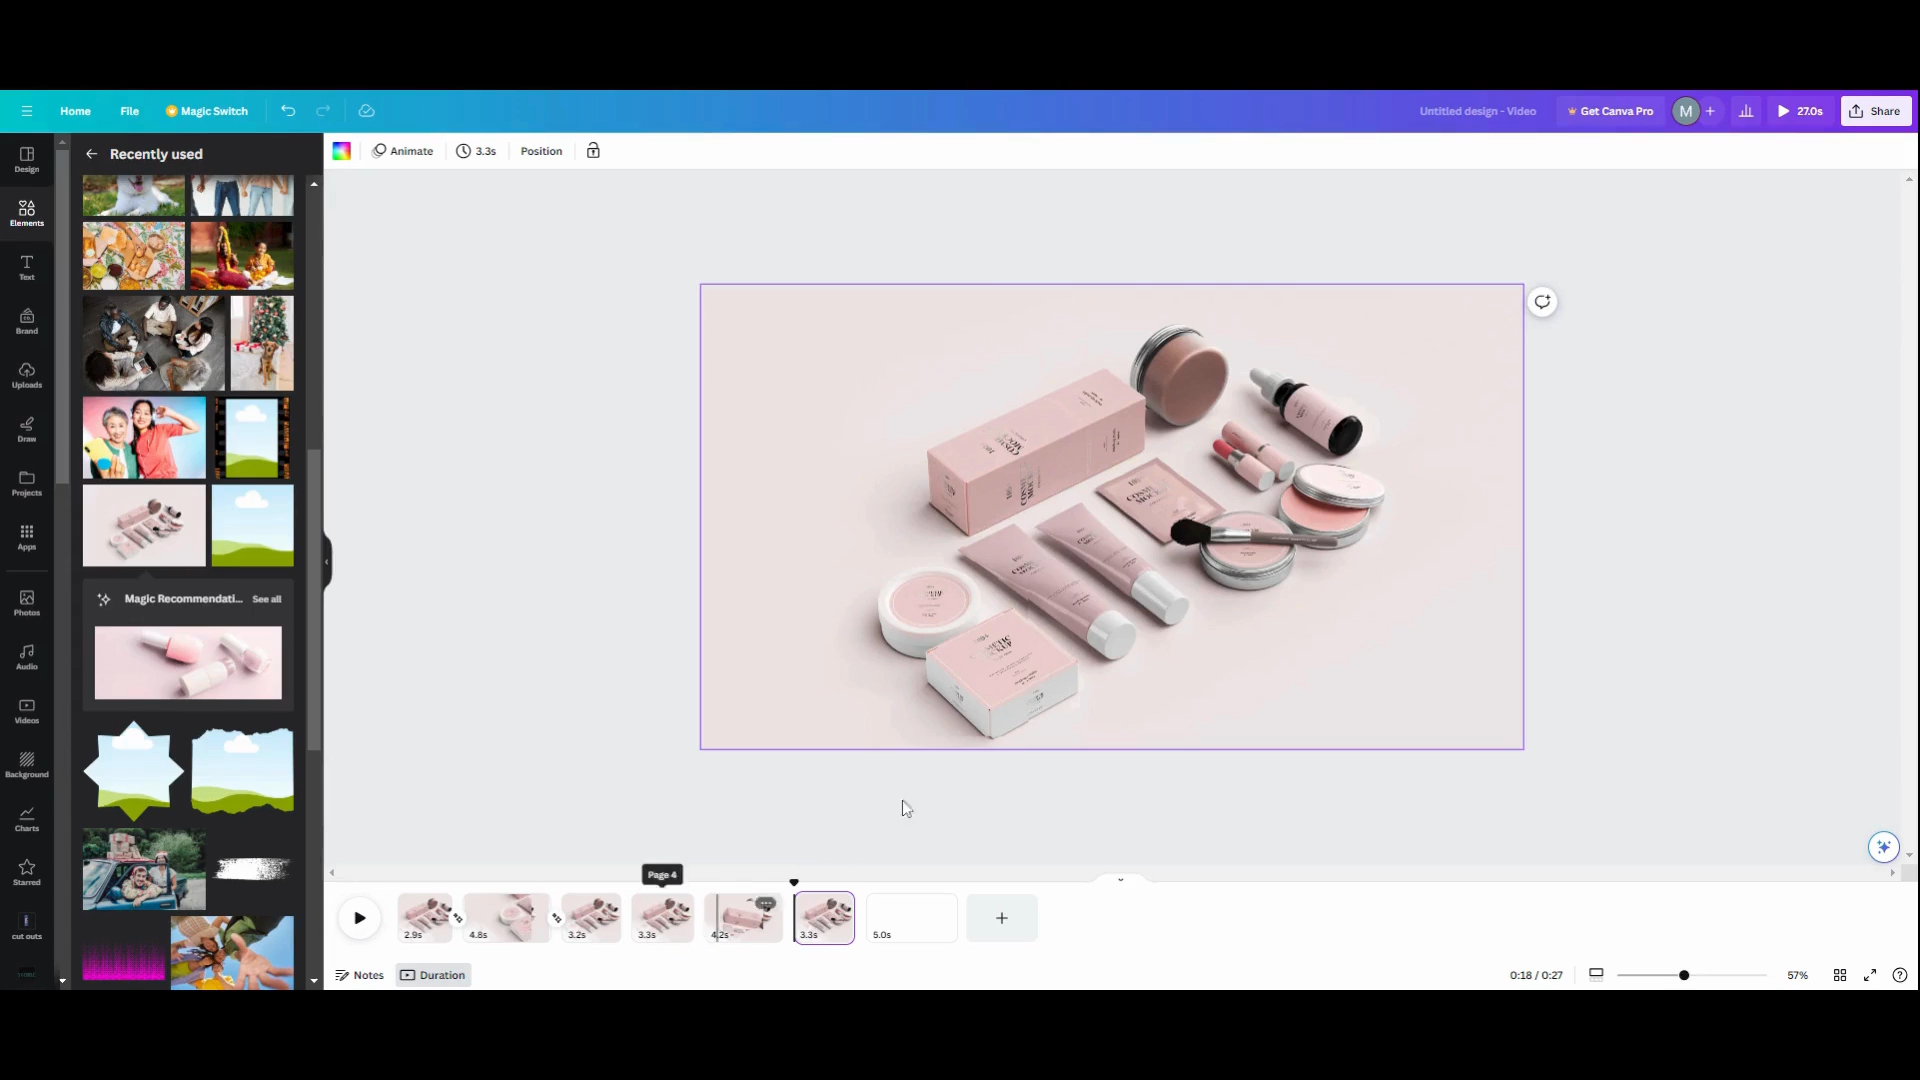 Home File Magic Switch Untitled design - Video Get Canva Pro M + 27.0s Share
Design
Elements
Text
Brand
Uploads
Draw
Projects
Apps
Photos
Audio
Videos
Background
Charts
Starred
cut outs
Recently used
Magic Recommendati... See all
Animate 3.3s Position
Page 4
2.9s 4.8s 3.2s 3.3s 4.2s 3.3s 5.0s
Notes Duration 0:18 / 0:27 57%